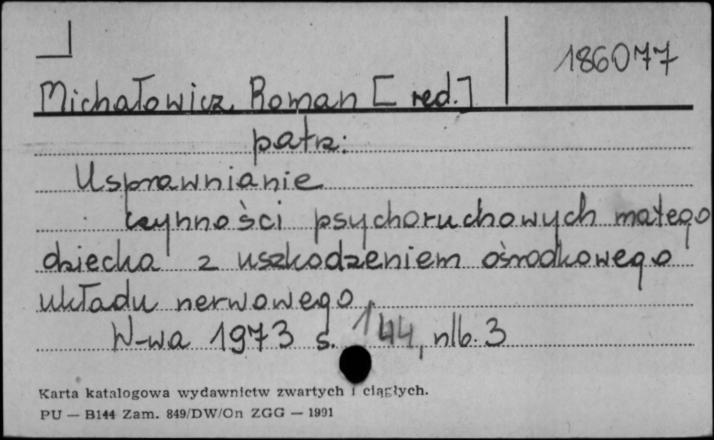 186077
Michałowicz Roman [red.]
patrz:
Usprawnianie
czynności psychoruchowych małego
dziecka z uszkodzeniem ośrodkowego
układu nerwowego.
W-wa 1973 s. 144, nlb. 3
Karta katalogowa wydawnictw zwartych i ciągłych.
PU — B144 Zam. 849/DW/On ZGG — 1991